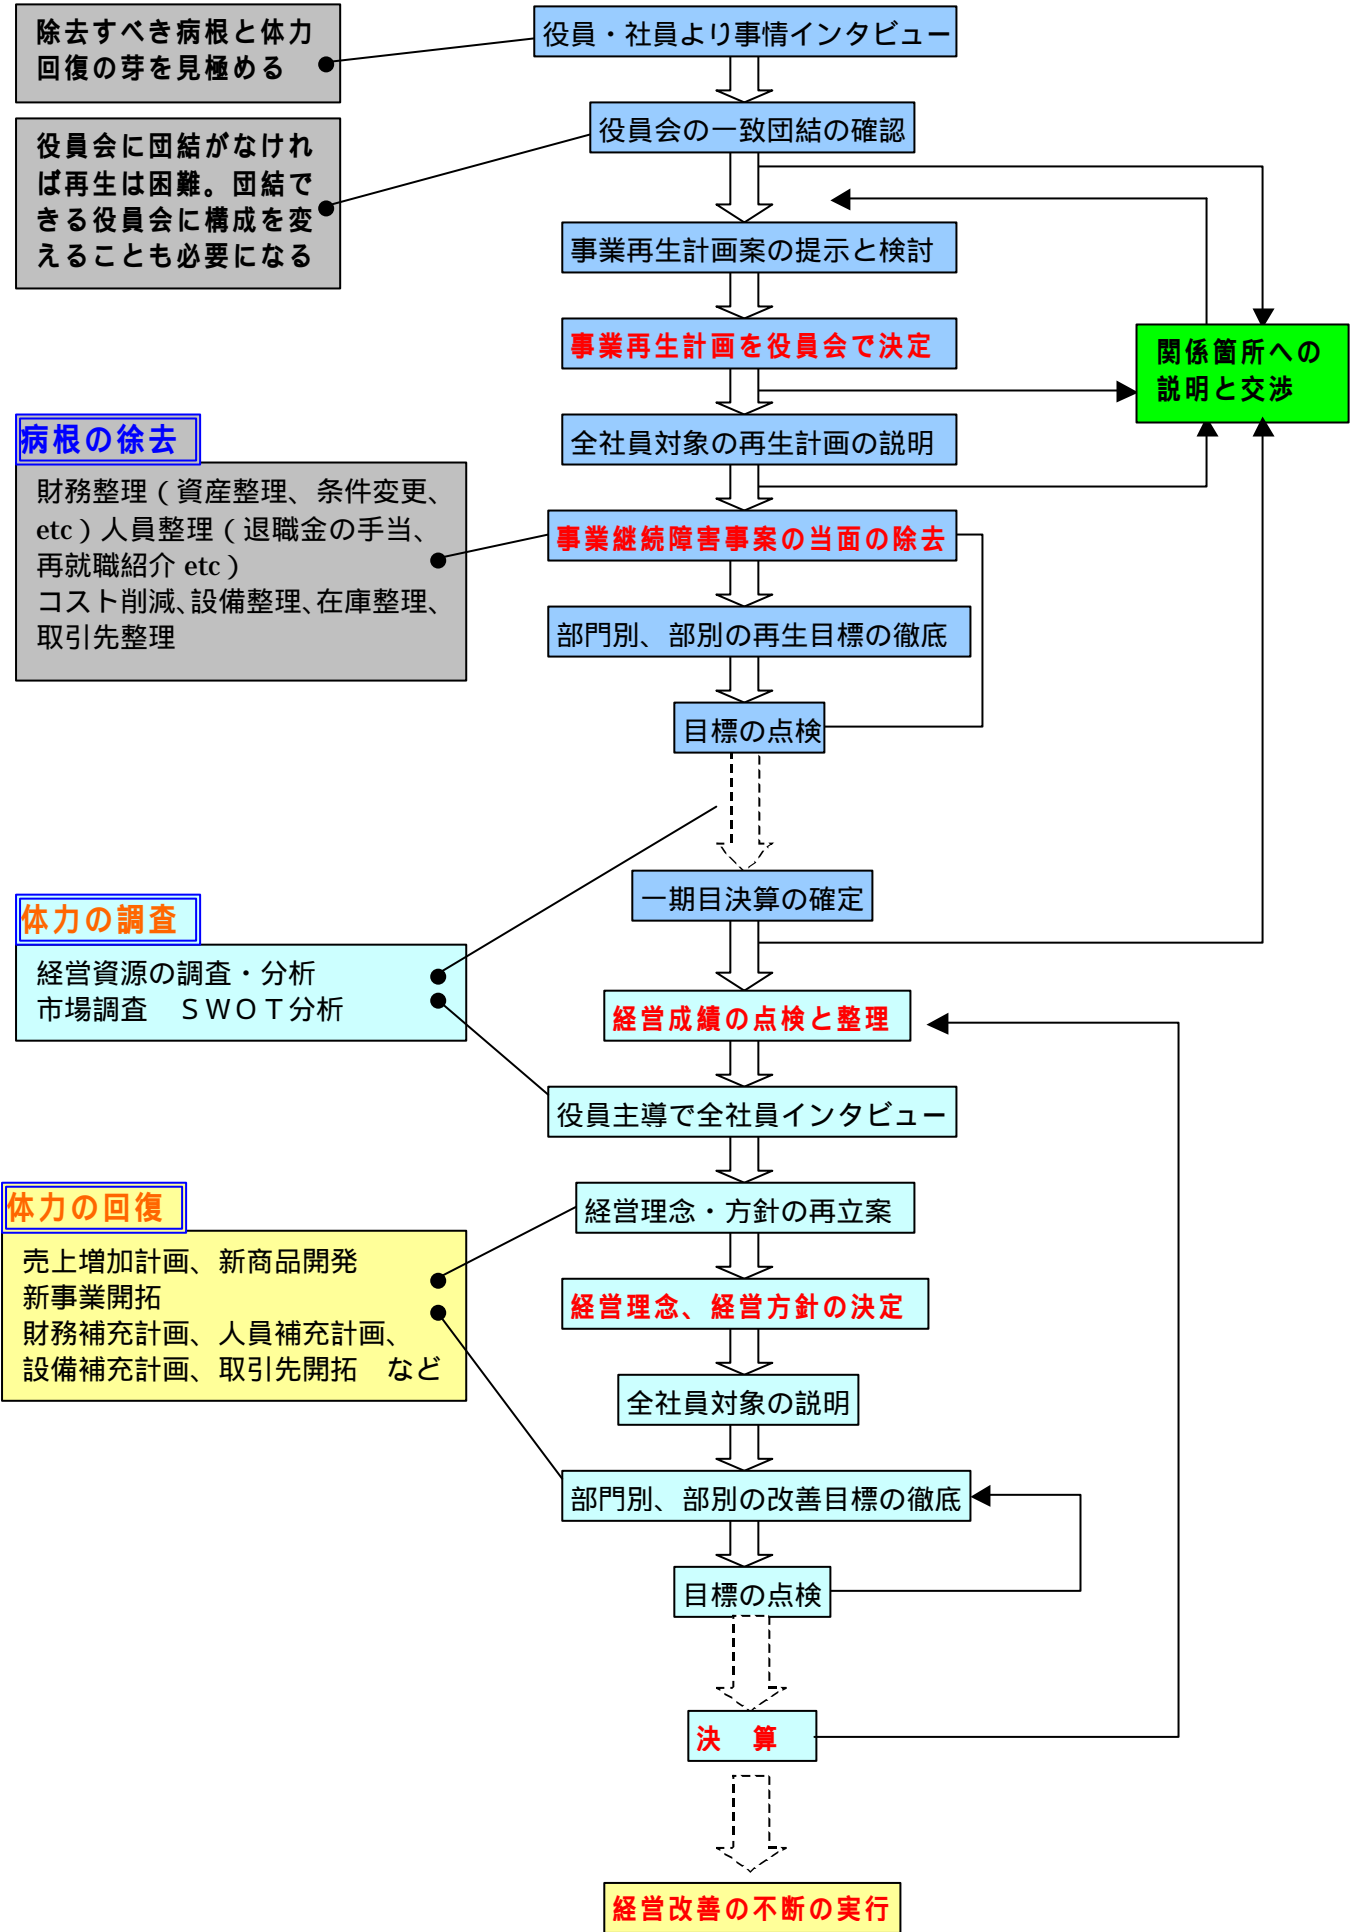 除去すべき病根と体力
回復の芽を見極める
役員・社員より事情インタビュー
役員会の一致団結の確認
役員会に団結がなけれ
ば再生は困難。団結で
きる役員会に構成を変
えることも必要になる
事業再生計画案の提示と検討
事業再生計画を役員会で決定
関係箇所への
説明と交渉
全社員対象の再生計画の説明
病根の徐去
財務整理（資産整理、条件変更、
etc）人員整理（退職金の手当、
再就職紹介 etc）
コスト削減、設備整理、在庫整理、
取引先整理
事業継続障害事案の当面の除去
部門別、部別の再生目標の徹底
目標の点検
一期目決算の確定
体力の調査
経営資源の調査・分析
市場調査　ＳＷＯＴ分析
経営成績の点検と整理
役員主導で全社員インタビュー
体力の回復
売上増加計画、新商品開発
新事業開拓
財務補充計画、人員補充計画、
設備補充計画、取引先開拓　など
経営理念・方針の再立案
経営理念、経営方針の決定
全社員対象の説明
部門別、部別の改善目標の徹底
目標の点検
決　算
経営改善の不断の実行